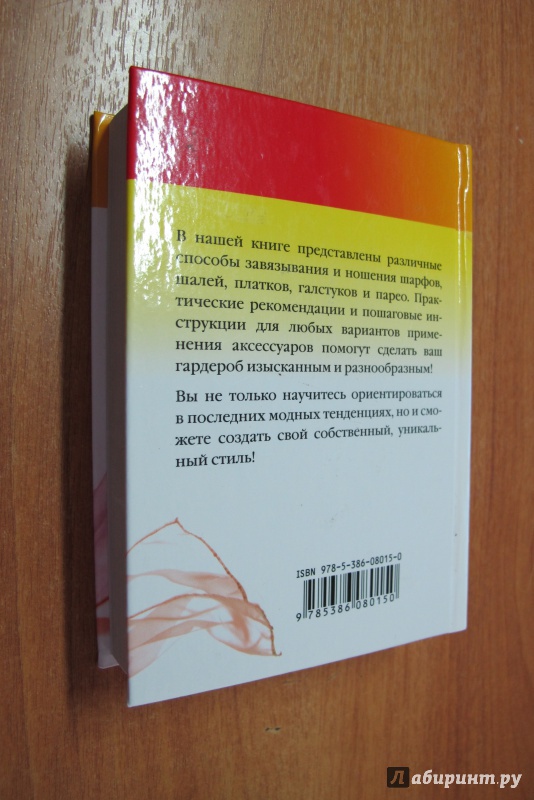 В нашей книге представлены различные
способы завязывания и ношения шарфов,
шалей, платков, галстуков и парео. Прак-
тические рекомендации и пошаговые ин-
струкции для любых вариантов приме-
нения аксессуаров помогут сделать ваш
гардероб изысканным и разнообразным!
Вы не только научитесь ориентироваться
в последних модных тенденциях, но и смо-
жете создать свой собственный, уникаль-
ный стиль!
ISBN 978-5-386-08015-0
9 785386 080150
Лабиринт.ру